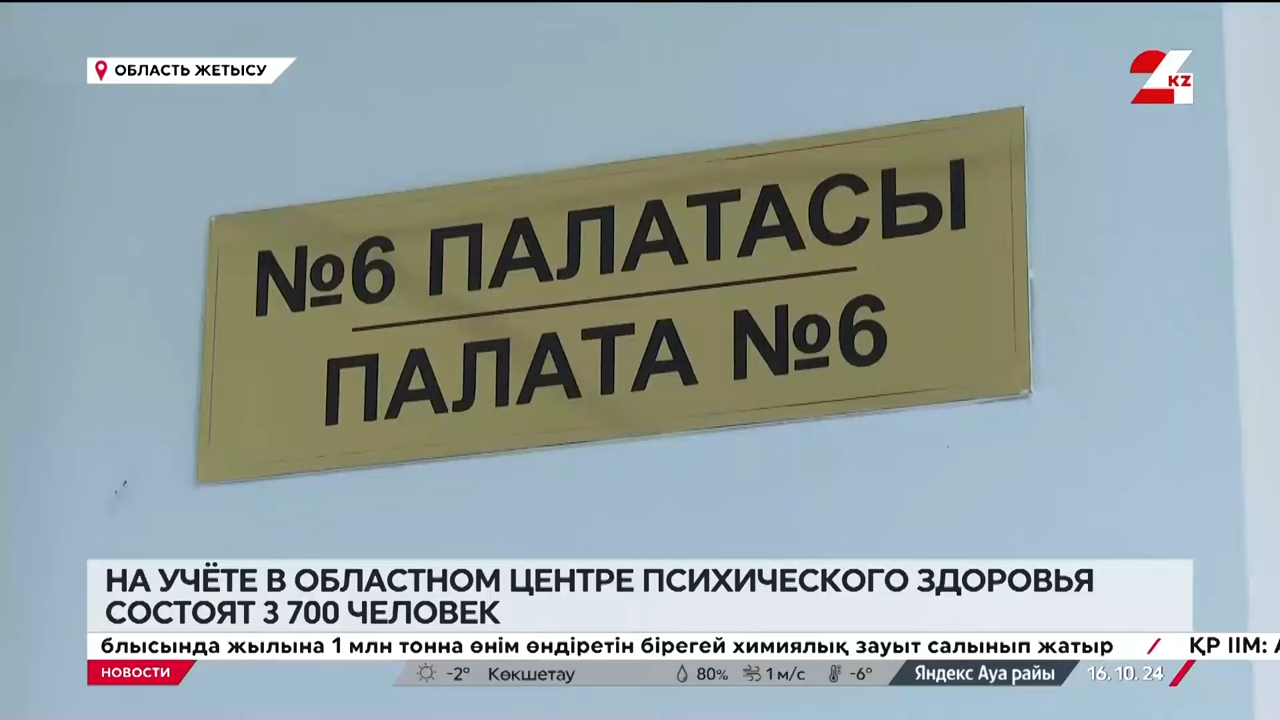 ОБЛАСТЬ ЖЕТЫСУ
24 KZ
№6 ПАЛАТАСЫ
ПАЛАТА №6
НА УЧЁТЕ В ОБЛАСТНОМ ЦЕНТРЕ ПСИХИЧЕСКОГО ЗДОРОВЬЯ
СОСТОЯТ 3 700 ЧЕЛОВЕК
блысында жылына 1 млн тонна өнім өндіретін бірегей химиялық зауыт салынып жатыр / ҚР ІІМ: А
НОВОСТИ -2° Көкшетау 80% 1 м/с -6° Яндекс Ауа райы 16. 10. 24